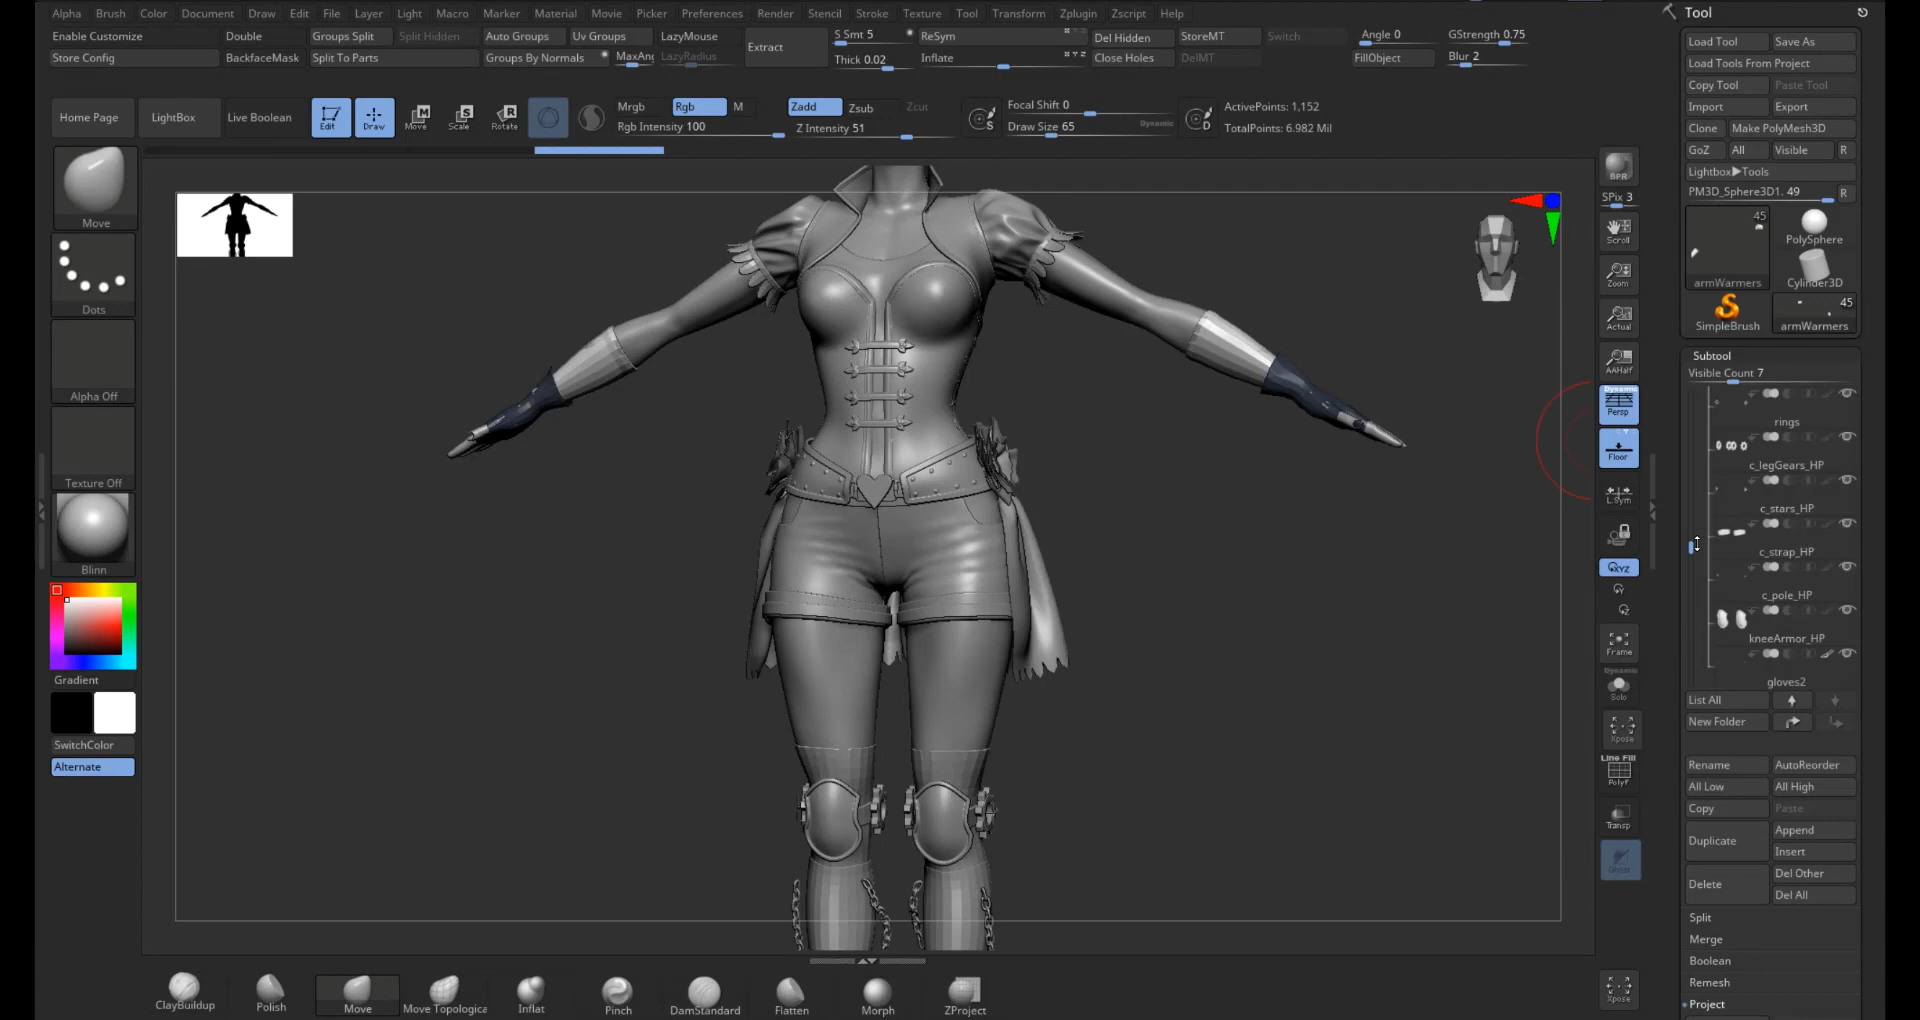 Alpha Brush Color Document Draw Edit File Layer Light Macro Marker Material Movie Picker Preferences Render Stencil Stroke Texture Tool Transform Zplugin Zscript Help
Enable Customize Double Groups Split Split Hidden Auto Groups Uv Groups LazyMouse Extract S Smt 5 ReSym Del Hidden StoreMT Switch Angle 0 GStrength 0.75
Store Config BackfaceMask Split To Parts Groups By Normals MaxAng LazyRadius Thick 0.02 Inflate Close Holes DelMT FillObject Blur 2
Home Page LightBox Live Boolean Edit Draw Move Scale Rotate
Mrgb Rgb M Zadd Zsub Zcut Focal Shift 0 ActivePoints: 1,152
Rgb Intensity 100 Z Intensity 51 Draw Size 65 Dynamic TotalPoints: 6.982 Mil
S
D
Move
Dots
Alpha Off
Texture Off
Blinn
Gradient
SwitchColor
Alternate
BPR
SPix 3
Scroll
Zoom
Actual
AAHalf
Dynamic
Persp
Floor
L.Sym
XYZ
Frame
Dynamic
Solo
Xpose
Line Fill
PolyF
Transp
Ghost
Xpose
Tool
Load Tool Save As
Load Tools From Project
Copy Tool Paste Tool
Import Export
Clone Make PolyMesh3D
GoZ All Visible R
Lightbox▶Tools
PM3D_Sphere3D1. 49 R
45
armWarmers
PolySphere
Cylinder3D
SimpleBrush
45
armWarmers
Subtool
Visible Count 7
rings
c_legGears_HP
c_stars_HP
c_strap_HP
c_pole_HP
kneeArmor_HP
gloves2
List All
New Folder
Rename AutoReorder
All Low All High
Copy Paste
Duplicate Append
Insert
Delete Del Other
Del All
Split
Merge
Boolean
Remesh
Project
ClayBuildup Polish Move Move Topologica Inflat Pinch DamStandard Flatten Morph ZProject